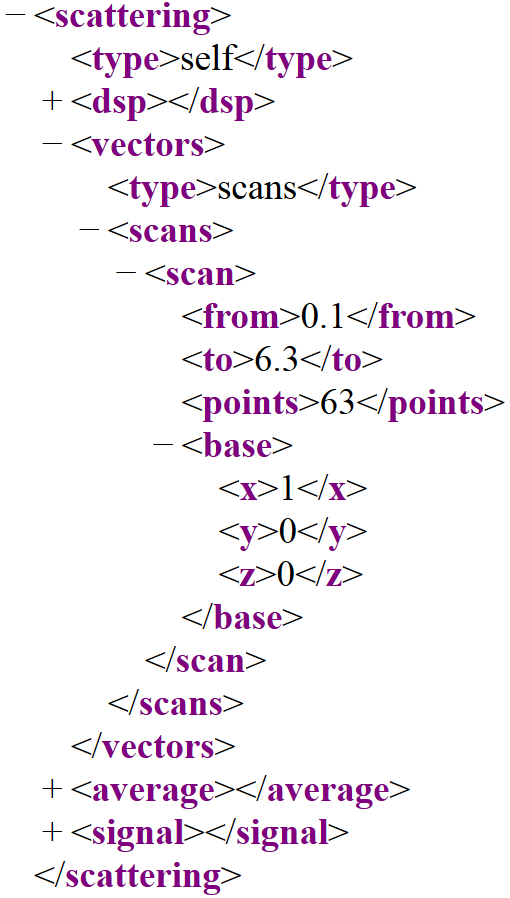 − <scattering>
<type>self</type>
+ <dsp></dsp>
− <vectors>
<type>scans</type>
− <scans>
− <scan>
<from>0.1</from>
<to>6.3</to>
<points>63</points>
− <base>
<x>1</x>
<y>0</y>
<z>0</z>
</base>
</scan>
</scans>
</vectors>
+ <average></average>
+ <signal></signal>
</scattering>